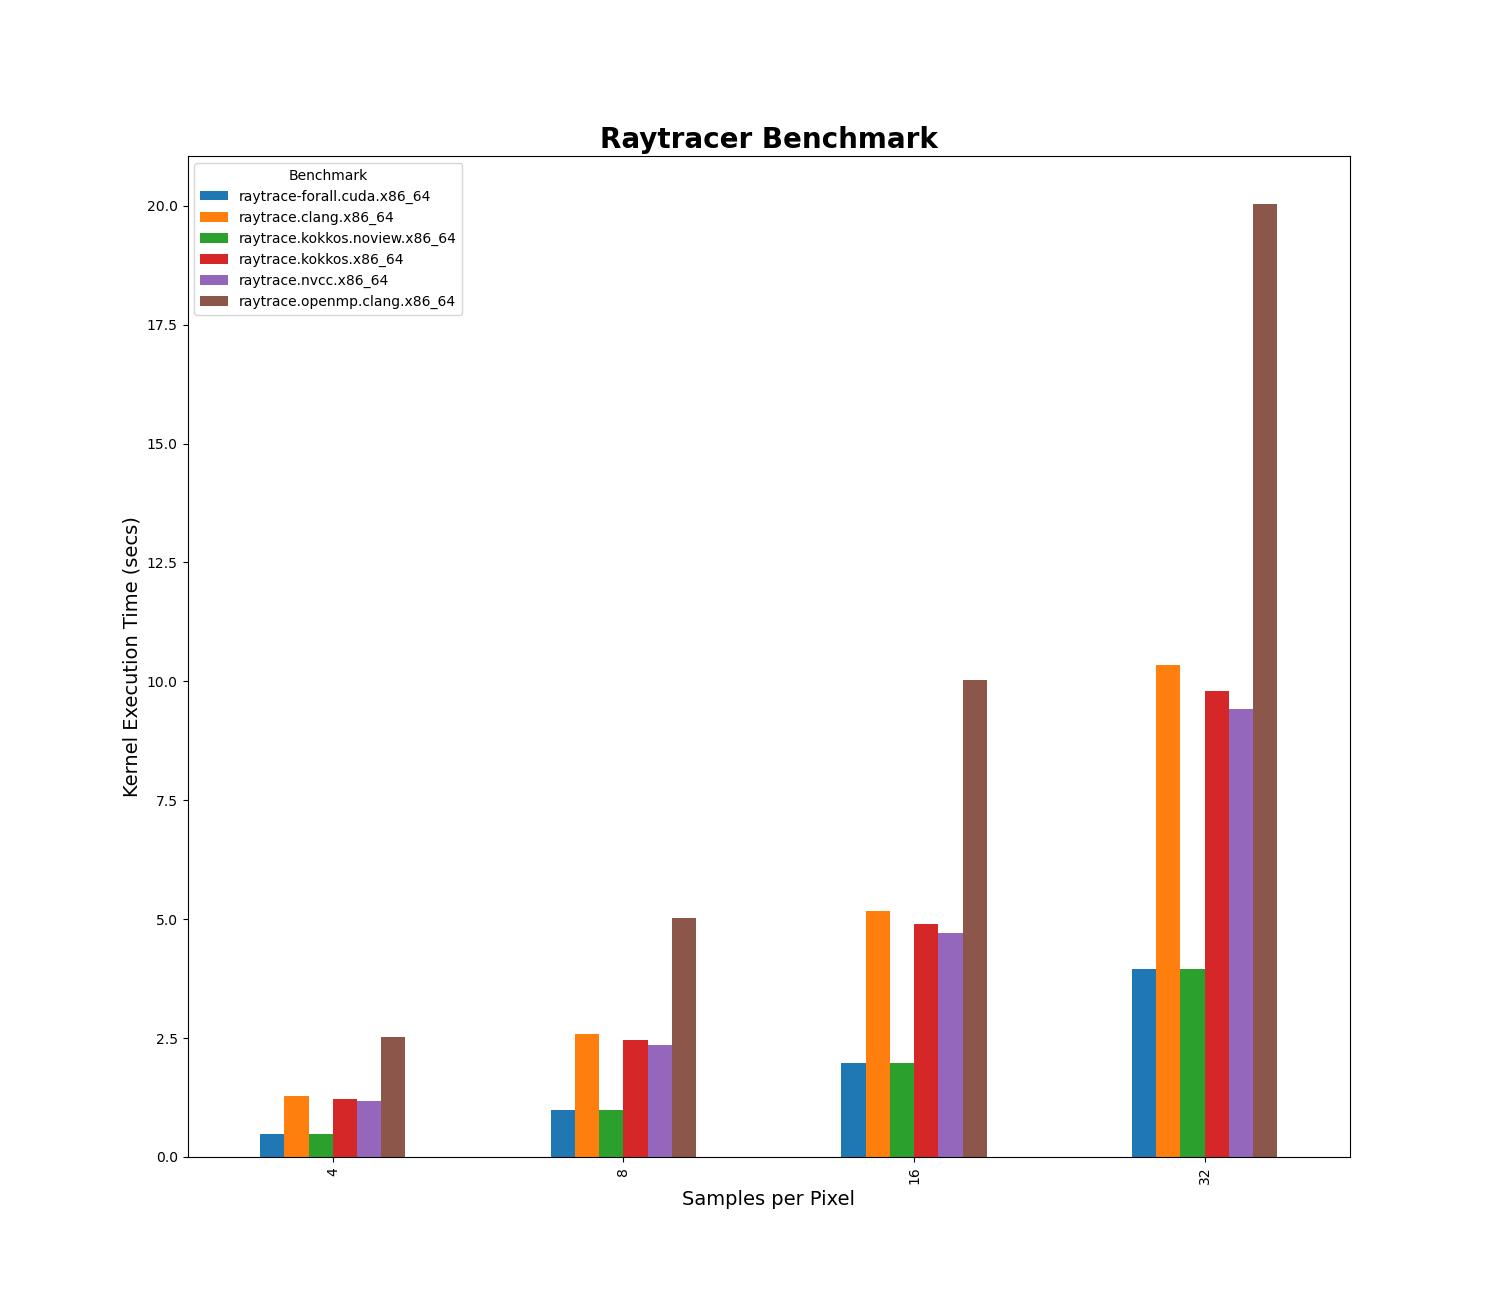 Raytracer Benchmark
Benchmark
raytrace-forall.cuda.x86_64
raytrace.clang.x86_64
raytrace.kokkos.noview.x86_64
raytrace.kokkos.x86_64
raytrace.nvcc.x86_64
raytrace.openmp.clang.x86_64
Kernel Execution Time (secs)
20.0
17.5
15.0
12.5
10.0
7.5
5.0
2.5
0.0
4
8
16
32
Samples per Pixel